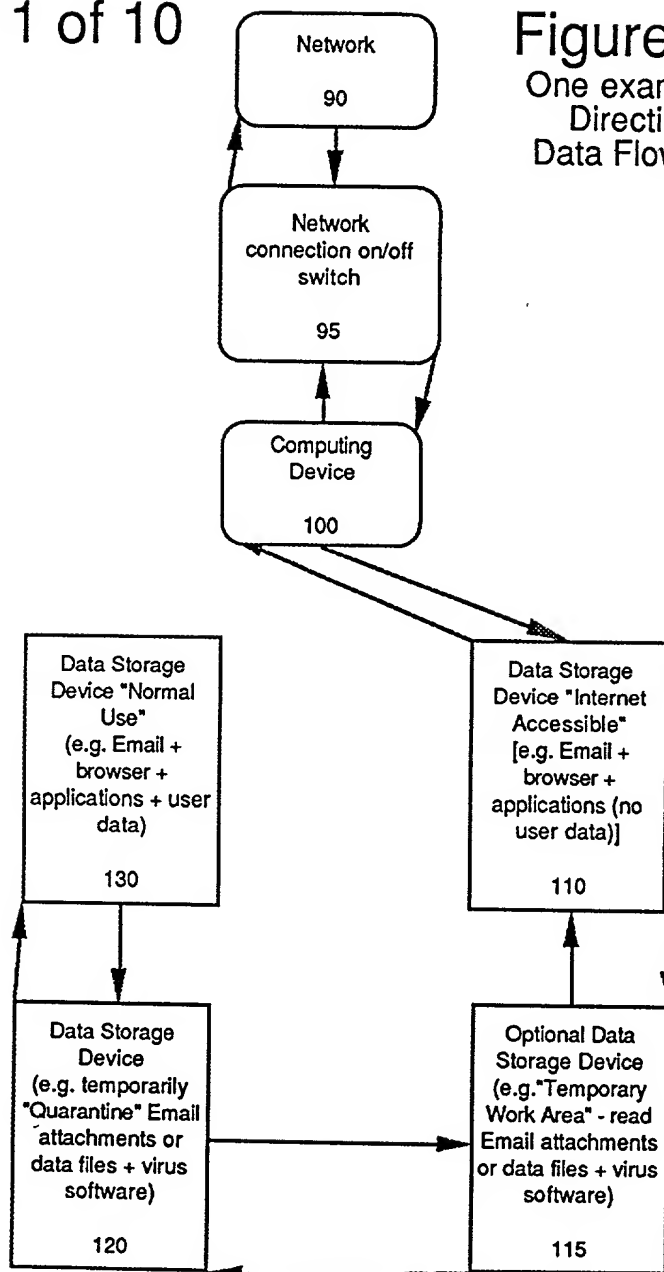 1 of 10
Figure
One exar
Directi
Data Flov
Network
90
Network
connection on/off
switch
95
Computing
Device
100
Data Storage
Device "Normal
Use"
(e.g. Email +
browser +
applications + user
data)
130
Data Storage
Device "Internet
Accessible"
[e.g. Email +
browser +
applications (no
user data)]
110
Data Storage
Device
(e.g. temporarily
"Quarantine" Email
attachments or
data files + virus
software)
120
Optional Data
Storage Device
(e.g."Temporary
Work Area" - read
Email attachments
or data files + virus
software)
115